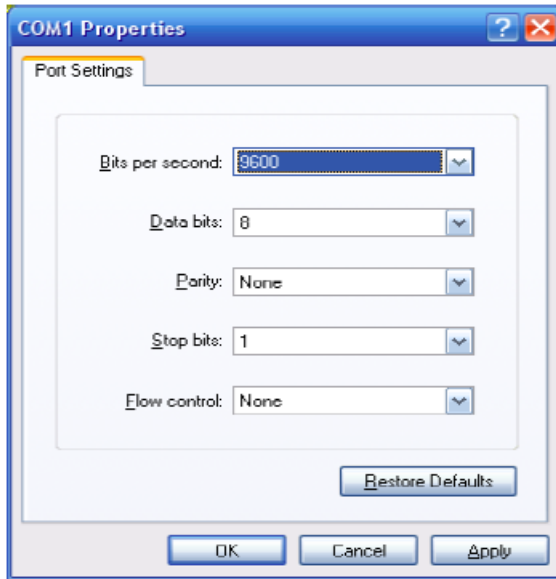 COM1 Properties
Port Settings
Bits per second: 9600
Data bits: 8
Parity: None
Stop bits: 1
Flow control: None
Restore Defaults
OK Cancel Apply